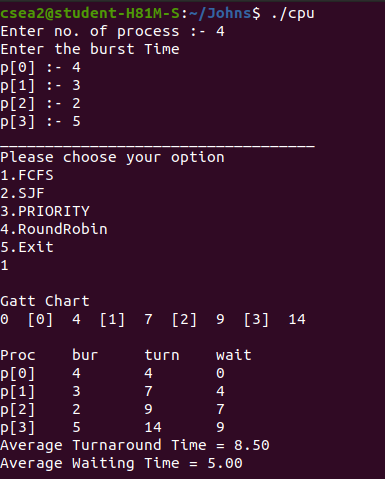 csea2@student-H81M-S:~/Johns$ ./cpu
Enter no. of process :- 4
Enter the burst Time
p[0] :- 4
p[1] :- 3
p[2] :- 2
p[3] :- 5
___________________________________
Please choose your option
1.FCFS
2.SJF
3.PRIORITY
4.RoundRobin
5.Exit
1
Gatt Chart
0 [0] 4 [1] 7 [2] 9 [3] 14
Proc bur turn wait
p[0] 4 4 0
p[1] 3 7 4
p[2] 2 9 7
p[3] 5 14 9
Average Turnaround Time = 8.50
Average Waiting Time = 5.00